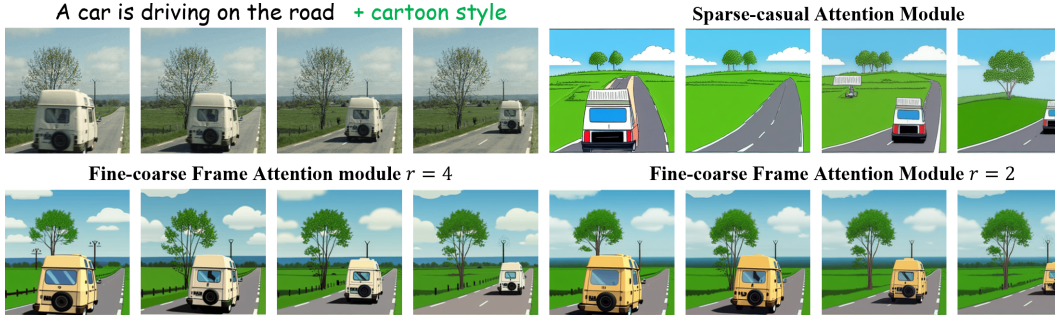 A car is driving on the road + cartoon style
Sparse-casual Attention Module
Fine-coarse Frame Attention module r = 4
Fine-coarse Frame Attention Module r = 2